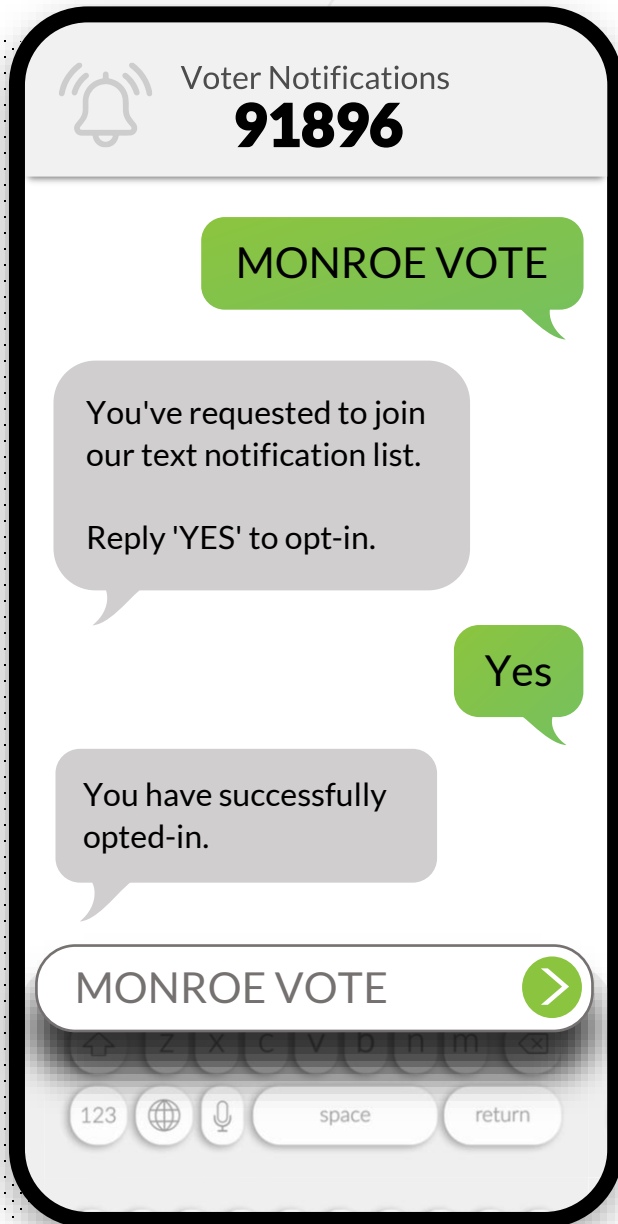 Voter Notifications
91896
MONROE VOTE
You've requested to join
our text notification list.
Reply 'YES' to opt-in.
Yes
You have successfully
opted-in.
MONROE VOTE
z x c v b n m
123 space return